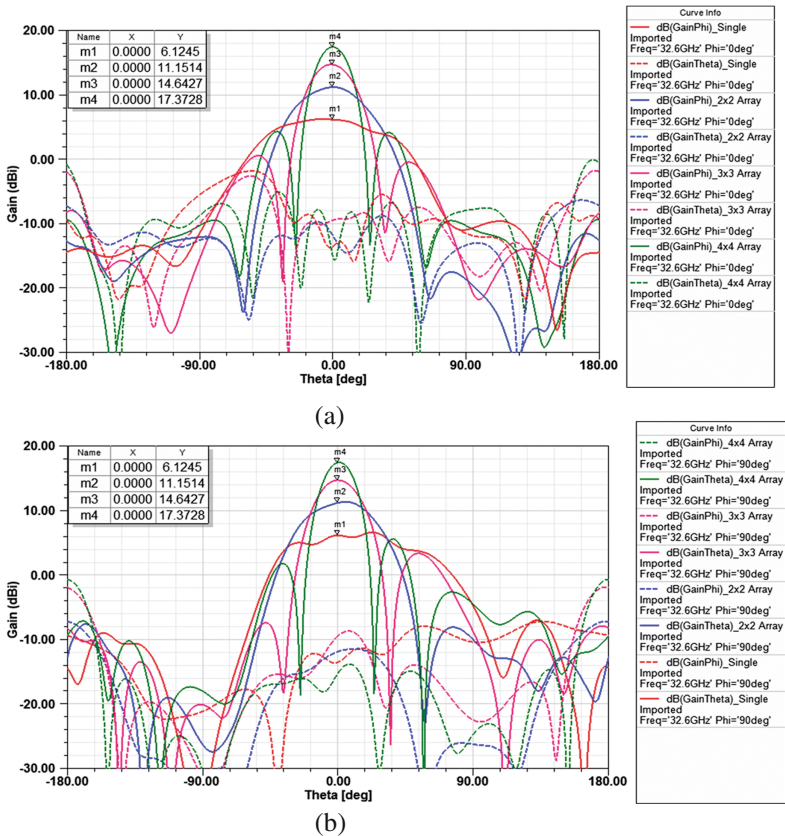 Name X Y
m1 0.0000 6.1245
m2 0.0000 11.1514
m3 0.0000 14.6427
m4 0.0000 17.3728
20.00
10.00
0.00
-10.00
-20.00
-30.00
Gain (dBi)
m4
m3
m2
m1
-180.00 -90.00 0.00 90.00 180.00
Theta [deg]
Curve Info
dB(GainPhi)_Single
Imported
Freq='32.6GHz' Phi='0deg'
dB(GainTheta)_Single
Imported
Freq='32.6GHz' Phi='0deg'
dB(GainPhi)_2x2 Array
Imported
Freq='32.6GHz' Phi='0deg'
dB(GainTheta)_2x2 Array
Imported
Freq='32.6GHz' Phi='0deg'
dB(GainPhi)_3x3 Array
Imported
Freq='32.6GHz' Phi='0deg'
dB(GainTheta)_3x3 Array
Imported
Freq='32.6GHz' Phi='0deg'
dB(GainPhi)_4x4 Array
Imported
Freq='32.6GHz' Phi='0deg'
dB(GainTheta)_4x4 Array
Imported
Freq='32.6GHz' Phi='0deg'
(a)
Name X Y
m1 0.0000 6.1245
m2 0.0000 11.1514
m3 0.0000 14.6427
m4 0.0000 17.3728
20.00
10.00
0.00
-10.00
-20.00
-30.00
Gain (dBi)
m4
m3
m2
m1
-180.00 -90.00 0.00 90.00 180.00
Theta [deg]
Curve Info
dB(GainPhi)_4x4 Array
Imported
Freq='32.6GHz' Phi='90deg'
dB(GainTheta)_4x4 Array
Imported
Freq='32.6GHz' Phi='90deg'
dB(GainPhi)_3x3 Array
Imported
Freq='32.6GHz' Phi='90deg'
dB(GainTheta)_3x3 Array
Imported
Freq='32.6GHz' Phi='90deg'
dB(GainPhi)_2x2 Array
Imported
Freq='32.6GHz' Phi='90deg'
dB(GainTheta)_2x2 Array
Imported
Freq='32.6GHz' Phi='90deg'
dB(GainPhi)_Single
Imported
Freq='32.6GHz' Phi='90deg'
dB(GainTheta)_Single
Imported
Freq='32.6GHz' Phi='90deg'
(b)